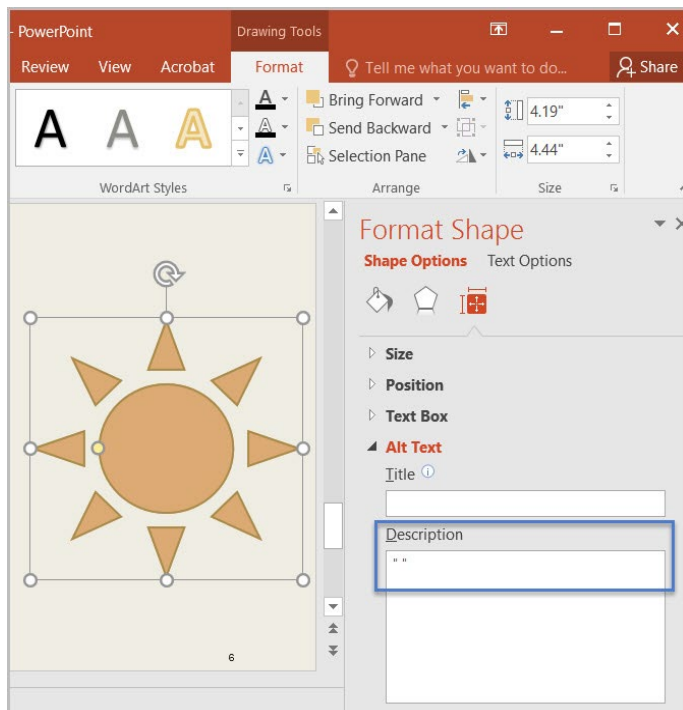 - PowerPoint
Drawing Tools
Review View Acrobat Format Tell me what you want to do... Share
A A A A A A
Bring Forward
Send Backward
Selection Pane
4.19"
4.44"
WordArt Styles Arrange Size
Format Shape
Shape Options Text Options
Size
Position
Text Box
Alt Text
Title
Description
" "
6